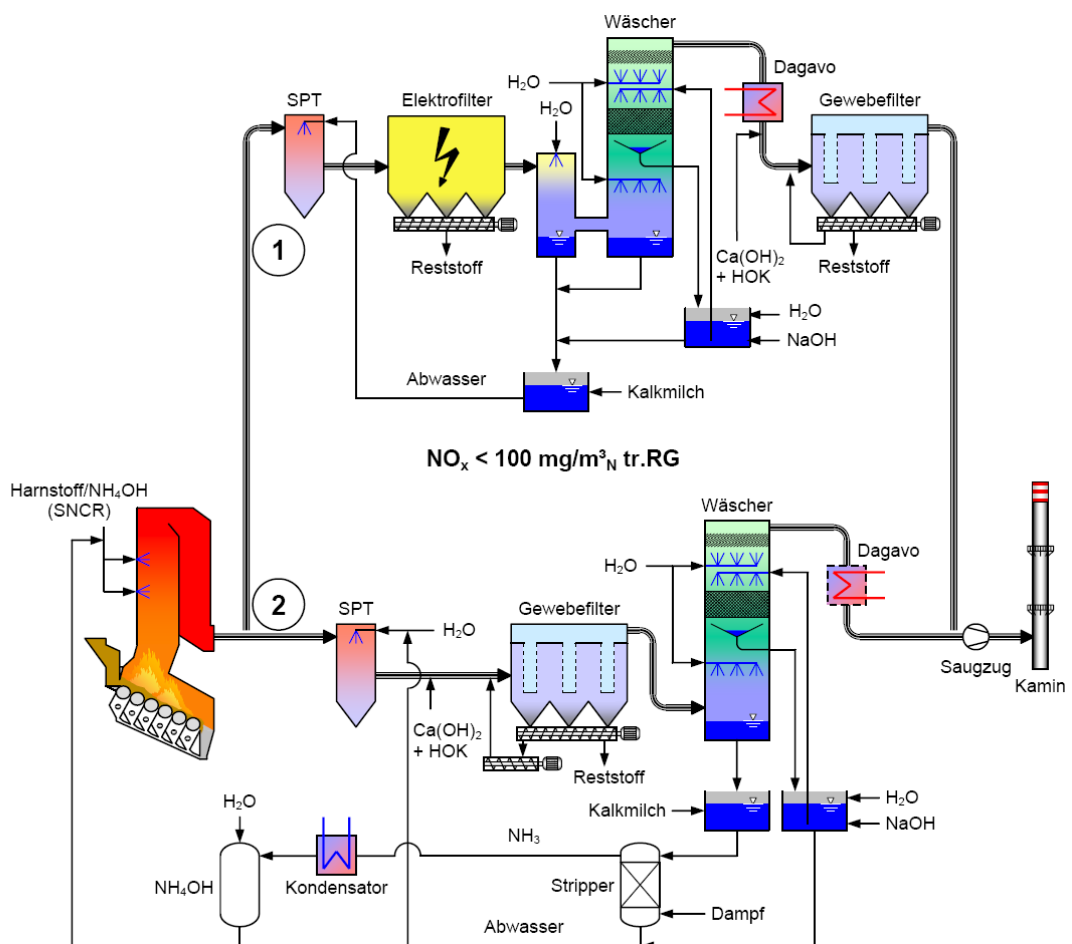 Wäscher
H₂O
Dagavo
SPT
Elektrofilter
H₂O
Gewebefilter
1
Reststoff
Ca(OH)₂
+ HOK
Reststoff
H₂O
NaOH
Abwasser
Kalkmilch
NOₓ < 100 mg/m³N tr.RG
Harnstoff/NH₄OH
(SNCR)
Wäscher
Dagavo
H₂O
2
SPT
Gewebefilter
H₂O
Saugzug
Kamin
Ca(OH)₂
+ HOK
Reststoff
H₂O
Kalkmilch
H₂O
NaOH
NH₃
NH₄OH
Kondensator
Stripper
Dampf
Abwasser